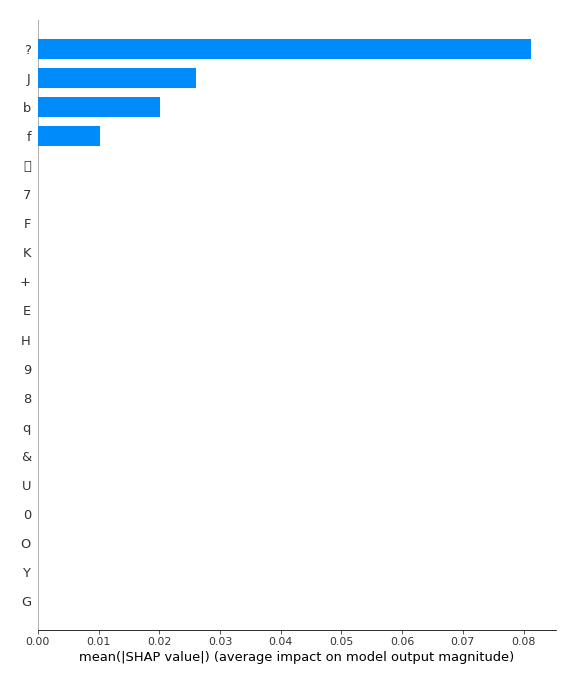 ?
J
b
f
7
F
K
+
E
H
9
8
q
&
U
0
O
Y
G
0.00 0.01 0.02 0.03 0.04 0.05 0.06 0.07 0.08
mean(|SHAP value|) (average impact on model output magnitude)